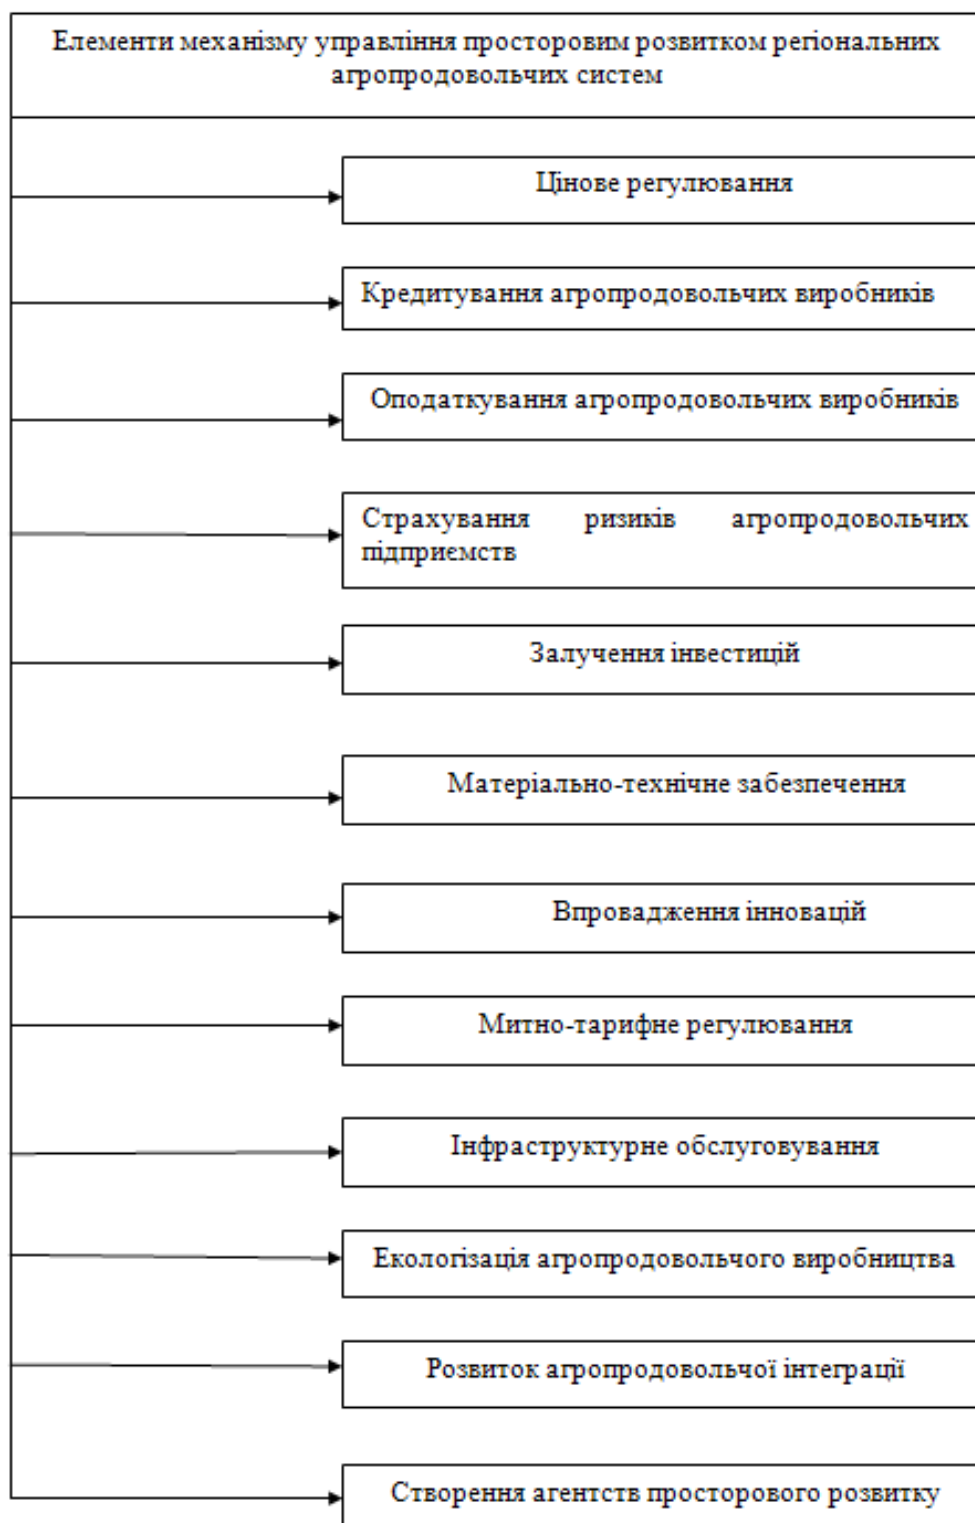 Елементи механізму управління просторовим розвитком регіональних
агропродовольчих систем
Цінове регулювання
Кредитування агропродовольчих виробників
Оподаткування агропродовольчих виробників
Страхування ризиків агропродовольчих
підприємств
Залучення інвестицій
Матеріально-технічне забезпечення
Впровадження інновацій
Митно-тарифне регулювання
Інфраструктурне обслуговування
Екологізація агропродовольчого виробництва
Розвиток агропродовольчої інтеграції
Створення агентств просторового розвитку